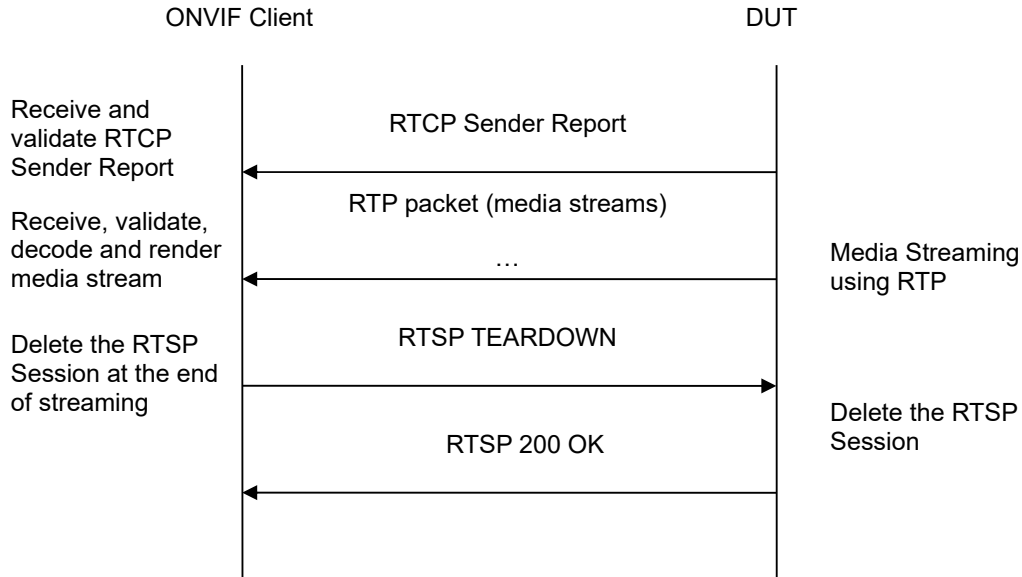 ONVIF Client
DUT
Receive and
validate RTCP
Sender Report
RTCP Sender Report
RTP packet (media streams)
Receive, validate,
decode and render
media stream
…
Media Streaming
using RTP
RTSP TEARDOWN
Delete the RTSP
Session at the end
of streaming
Delete the RTSP
Session
RTSP 200 OK